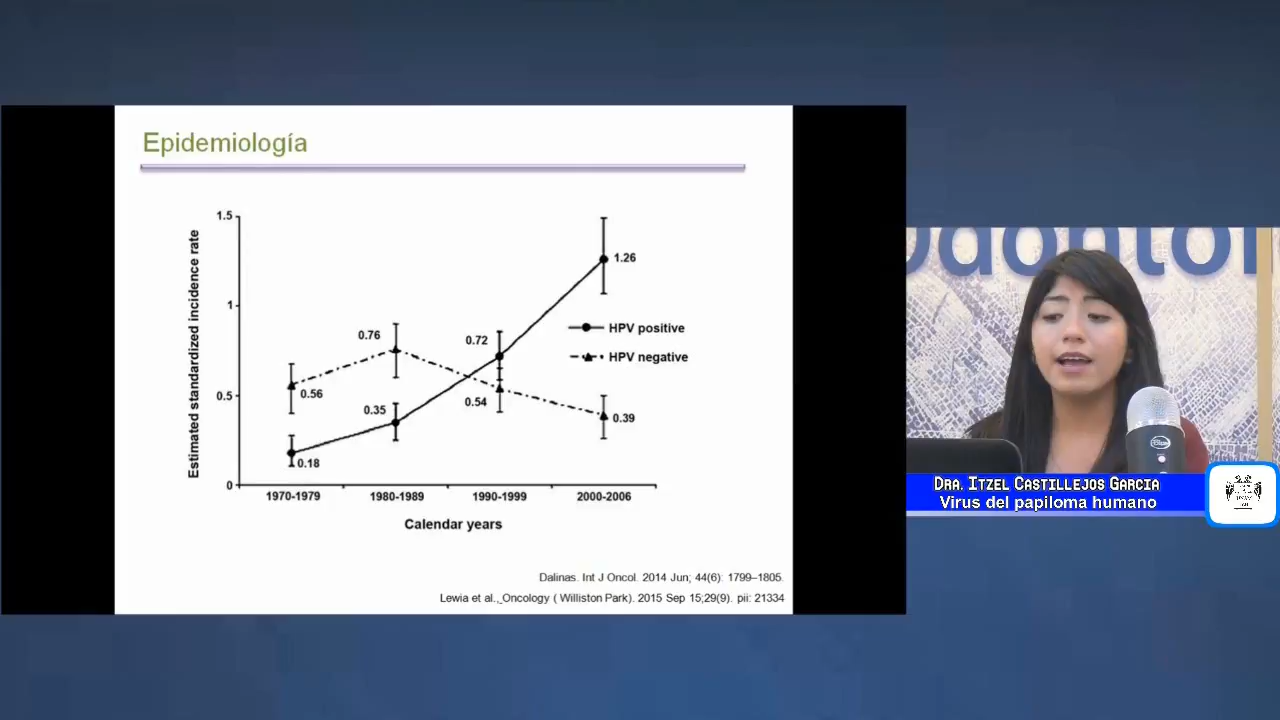 Epidemiología
Estimated standardized incidence rate
1.5
1
0.5
0
0.56
0.76
0.54
0.39
0.18
0.35
0.72
1.26
HPV positive
HPV negative
1970-1979
1980-1989
1990-1999
2000-2006
Calendar years
Dalinas. Int J Oncol. 2014 Jun; 44(6): 1799–1805.
Lewia et al., Oncology ( Williston Park). 2015 Sep 15;29(9). pii: 21334
Blue
DRA. ITZEL CASTILLEJOS GARCIA
Virus del papiloma humano